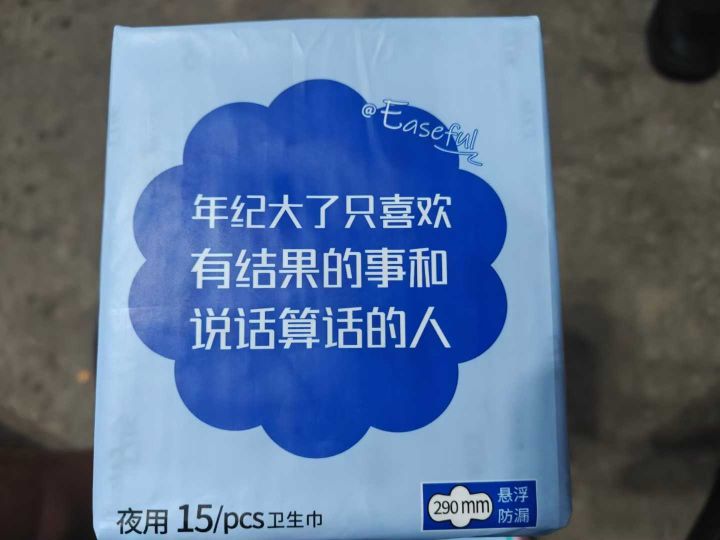 @Easeful
年纪大了只喜欢
有结果的事和
说话算话的人
夜用 15/pcs 卫生巾
290mm
悬浮
防漏